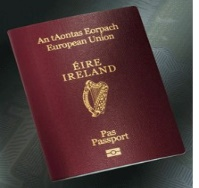 An tAontas Eorpach
European Union
ÉIRE
IRELAND
Pas
Passport